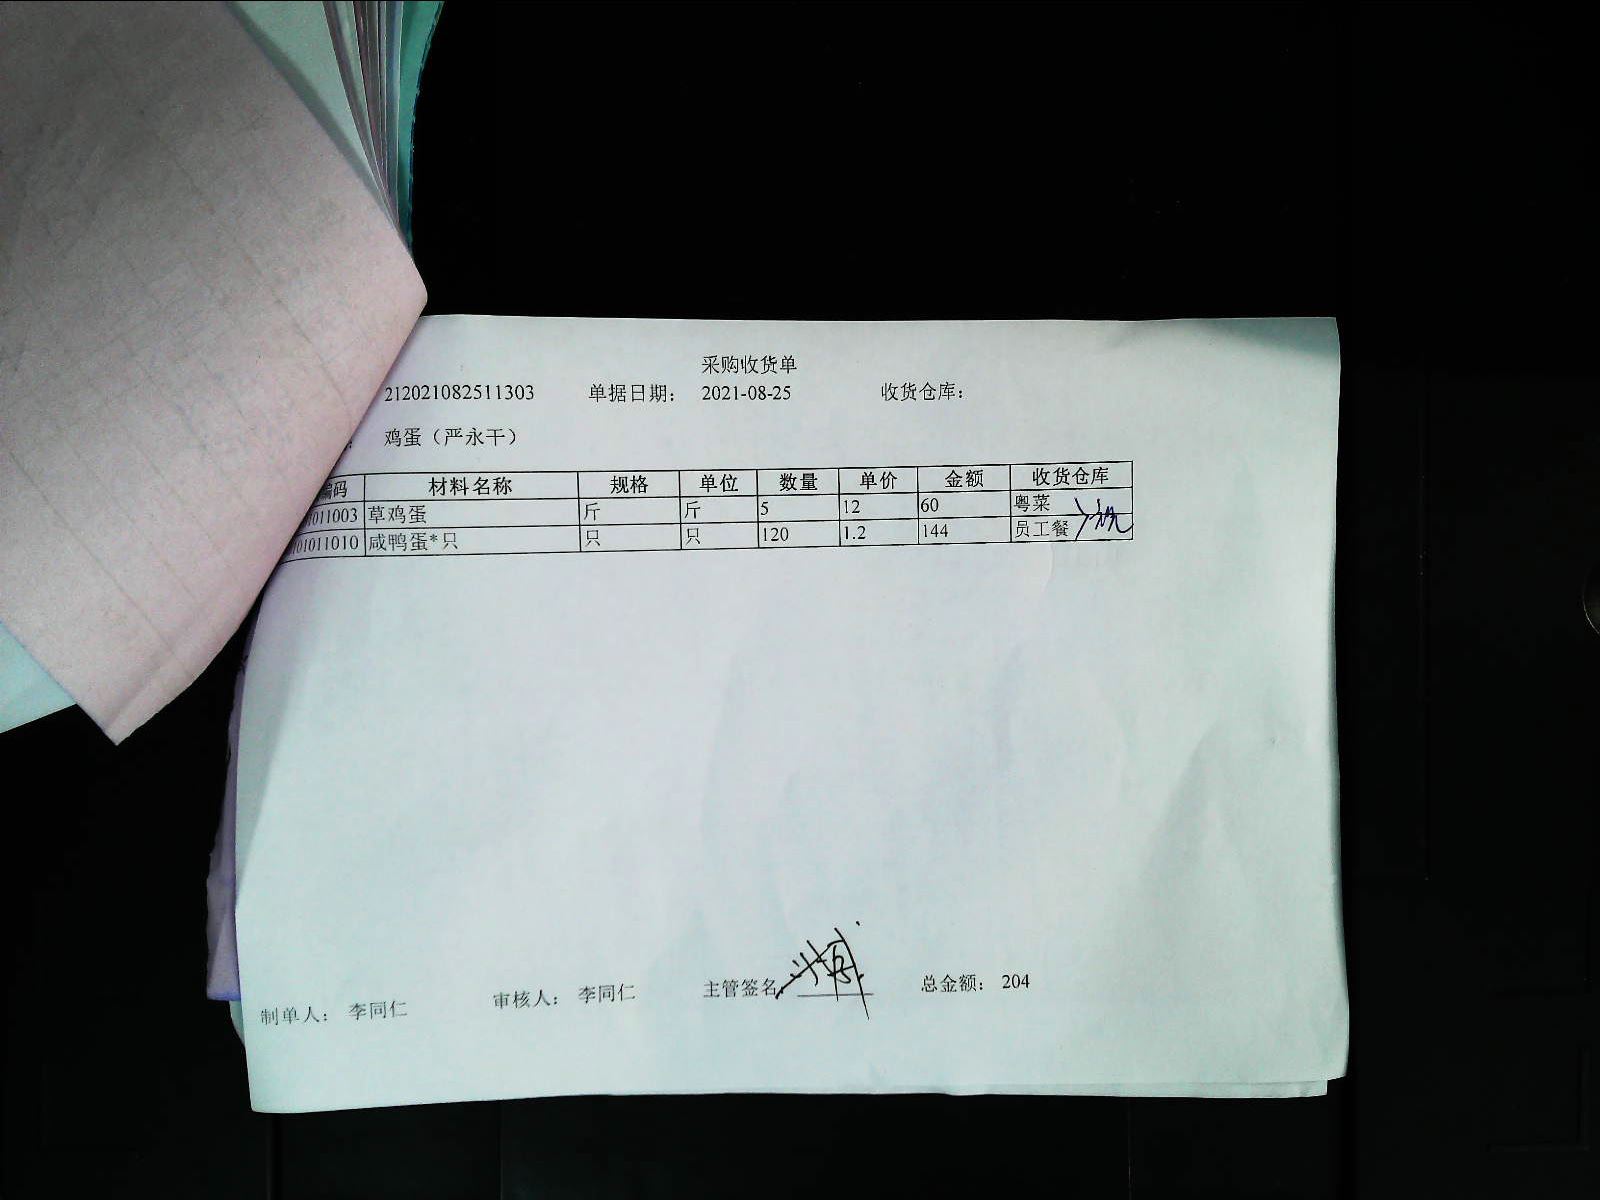 采购收货单
212021082511303 单据日期: 2021-08-25 收货仓库:
鸡蛋（严永干）
编码 材料名称 规格 单位 数量 单价 金额 收货仓库
011003 草鸡蛋 斤 斤 5 12 60 粤菜
01011010 咸鸭蛋*只 只 只 120 1.2 144 员工餐
制单人: 李同仁 审核人: 李同仁 主管签名 总金额: 204